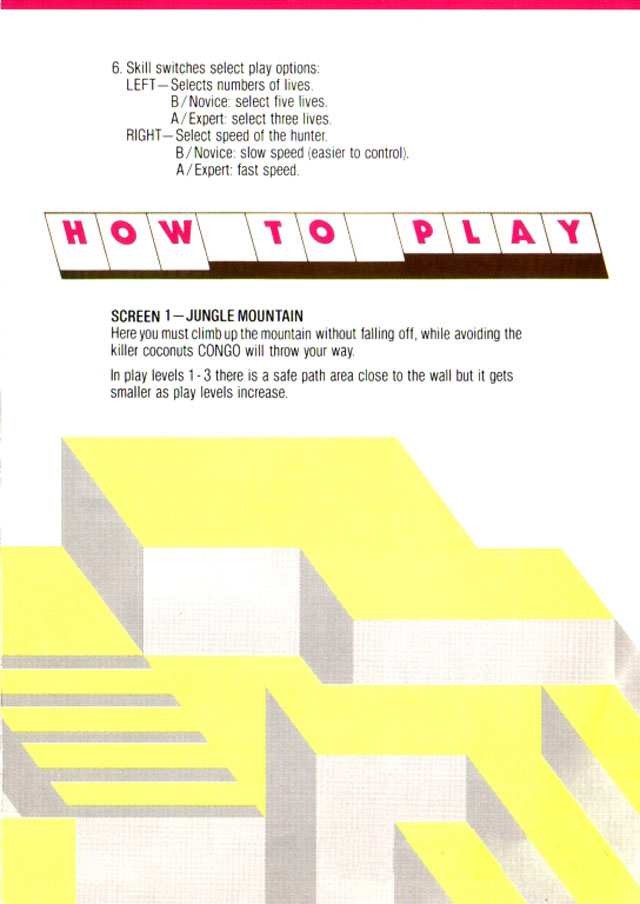 6. Skill switches select play options:
LEFT—Selects numbers of lives.
B/Novice: select five lives.
A/Expert: select three lives.
RIGHT—Select speed of the hunter.
B/Novice: slow speed (easier to control).
A/Expert: fast speed.
HOW TO PLAY
SCREEN 1—JUNGLE MOUNTAIN
Here you must climb up the mountain without falling off, while avoiding the
killer coconuts CONGO will throw your way.
In play levels 1-3 there is a safe path area close to the wall but it gets
smaller as play levels increase.